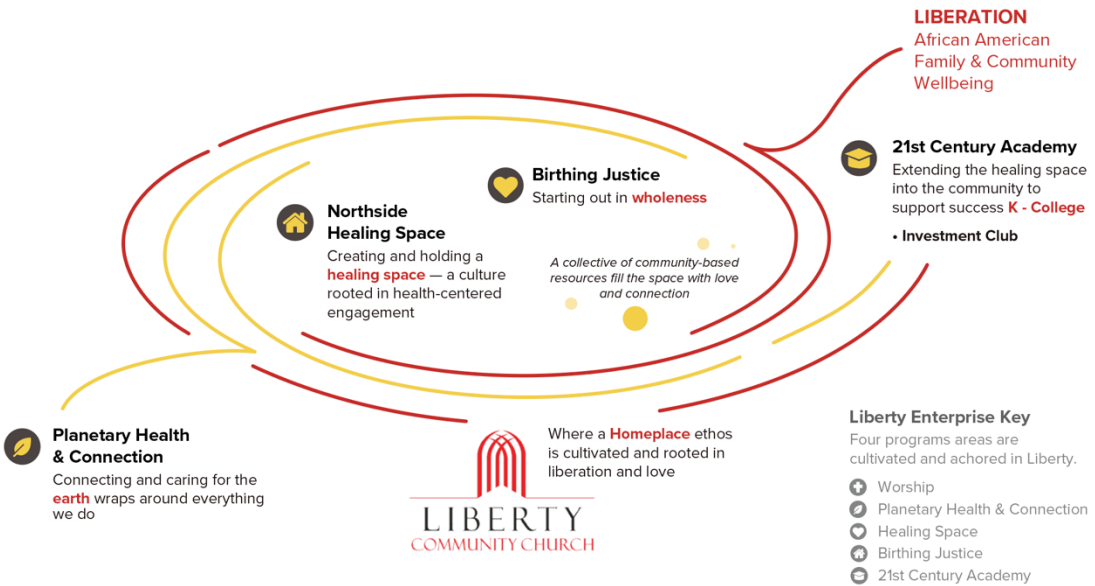 LIBERATION
African American
Family & Community
Wellbeing
21st Century Academy
Extending the healing space
into the community to
support success K - College
• Investment Club
Birthing Justice
Starting out in wholeness
Northside
Healing Space
Creating and holding a
healing space — a culture
rooted in health-centered
engagement
A collective of community-based
resources fill the space with love
and connection
Planetary Health
& Connection
Connecting and caring for the
earth wraps around everything
we do
Where a Homeplace ethos
is cultivated and rooted in
liberation and love
LIBERTY
COMMUNITY CHURCH
Liberty Enterprise Key
Four programs areas are
cultivated and achored in Liberty.
Worship
Planetary Health & Connection
Healing Space
Birthing Justice
21st Century Academy